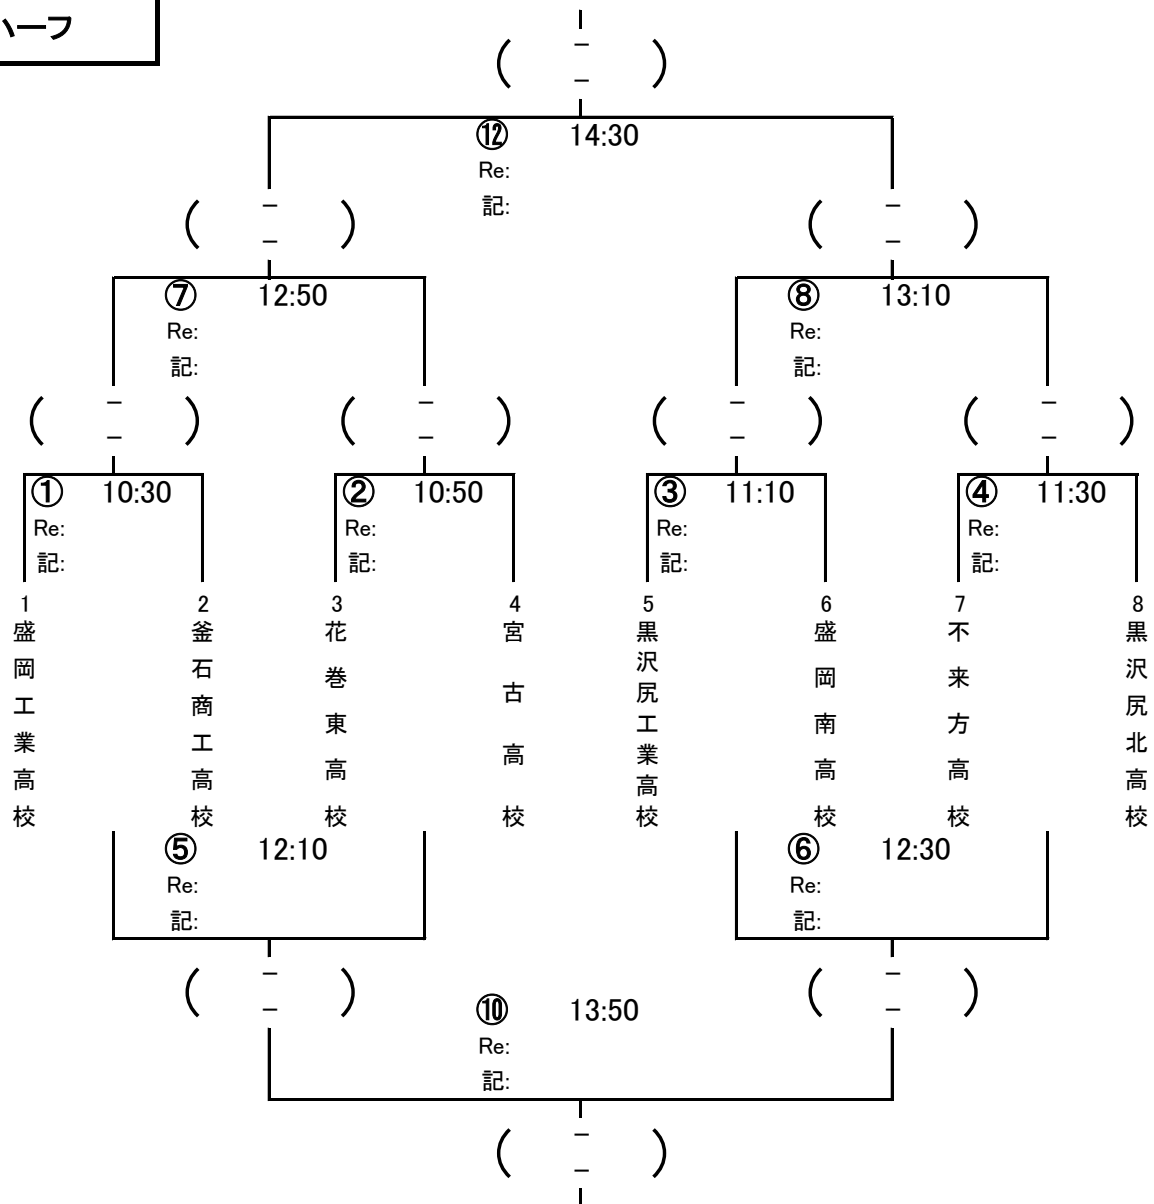 ハーフ
( － － )
⑫ 14:30
Re:
記:
( － － ) ( － － )
⑦ 12:50 ⑧ 13:10
Re: Re:
記: 記:
( － － ) ( － － ) ( － － ) ( － － )
① 10:30 ② 10:50 ③ 11:10 ④ 11:30
Re: Re: Re: Re:
記: 記: 記: 記:
1 盛岡工業高校
2 釜石商工高校
3 花巻東高校
4 宮古高校
5 黒沢尻工業高校
6 盛岡南高校
7 不来方高校
8 黒沢尻北高校
⑤ 12:10 ⑥ 12:30
Re: Re:
記: 記:
( － － ) ( － － )
⑩ 13:50
Re:
記:
( － － )